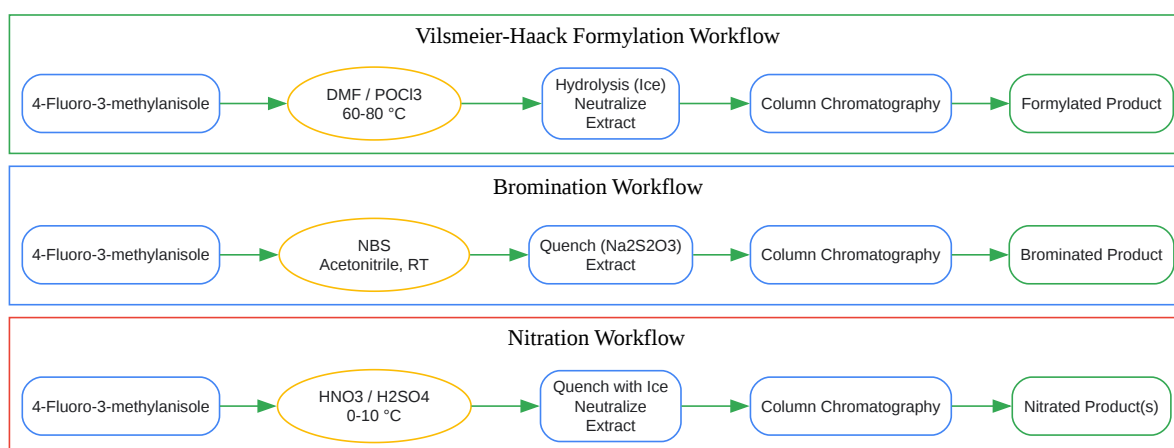 Vilsmeier-Haack Formylation Workflow
4-Fluoro-3-methylanisole
DMF / POCl3
60-80 °C
Hydrolysis (Ice)
Neutralize
Extract
Column Chromatography
Formylated Product
Bromination Workflow
4-Fluoro-3-methylanisole
NBS
Acetonitrile, RT
Quench (Na2S2O3)
Extract
Column Chromatography
Brominated Product
Nitration Workflow
4-Fluoro-3-methylanisole
HNO3 / H2SO4
0-10 °C
Quench with Ice
Neutralize
Extract
Column Chromatography
Nitrated Product(s)